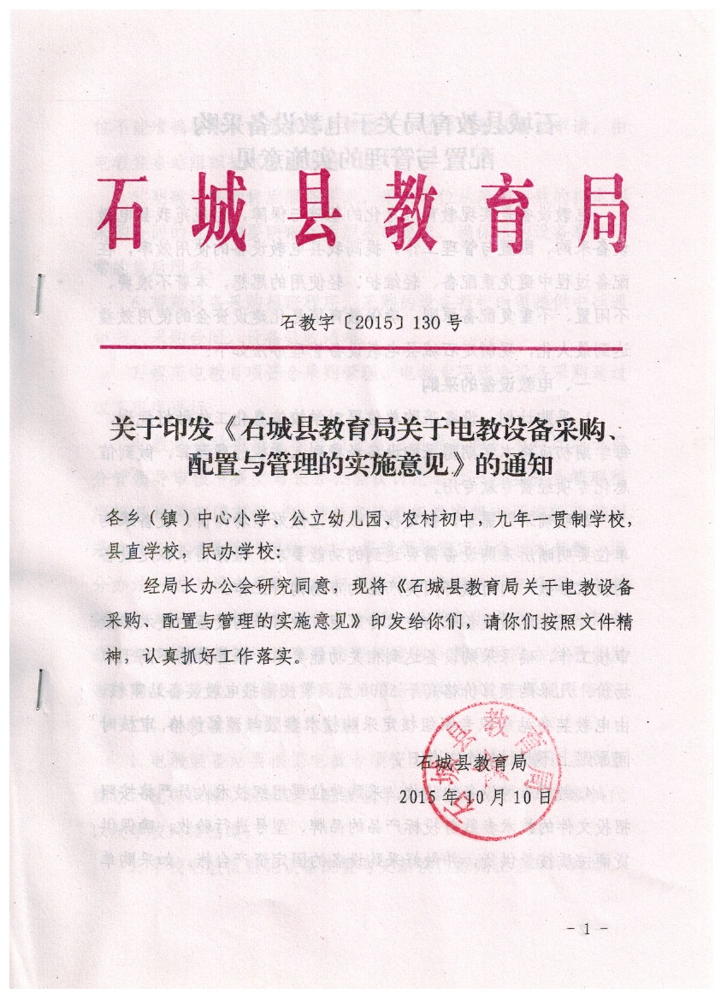 石城县教育局
石教字〔2015〕130号
关于印发《石城县教育局关于电教设备采购、
配置与管理的实施意见》的通知
各乡(镇)中心小学、公立幼儿园、农村初中，九年一贯制学校，
县直学校，民办学校：
经局长办公会研究同意，现将《石城县教育局关于电教设备
采购、配置与管理的实施意见》印发给你们，请你们按照文件精
神，认真抓好工作落实。
石城县教育局
石城县教育局
2015年10月10日
- 1 -